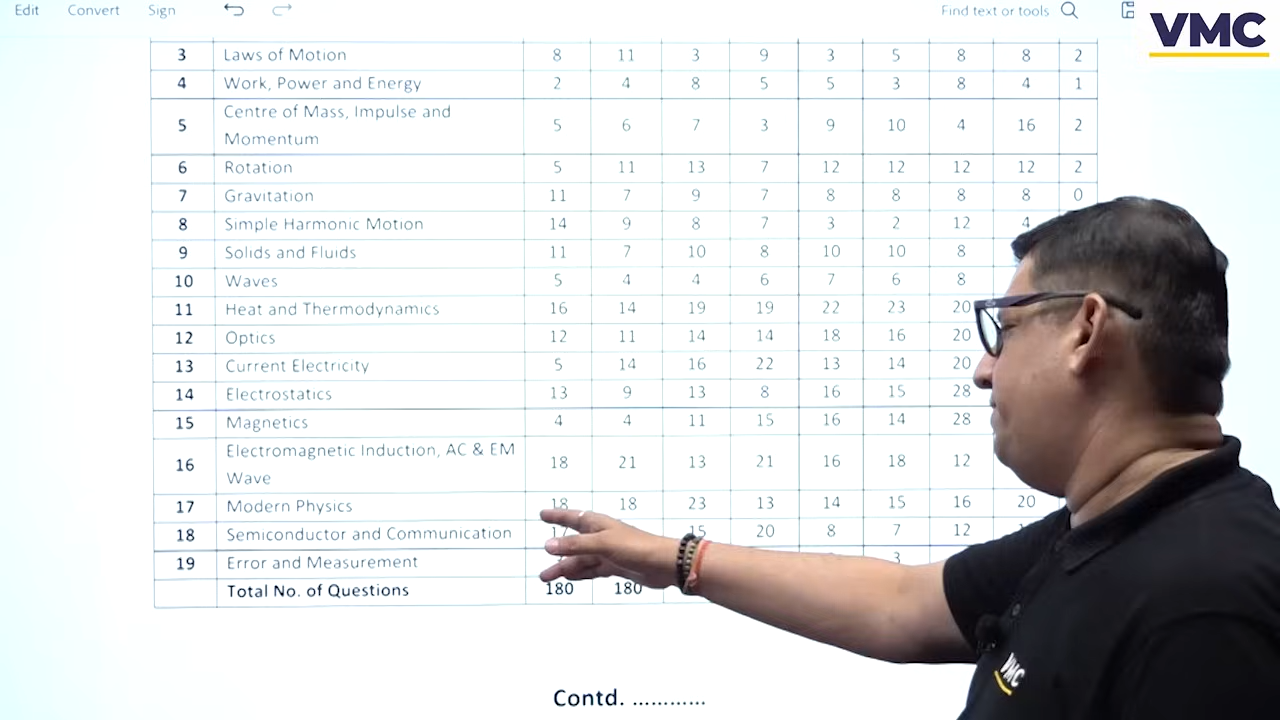 Edit Convert Sign Find text or tools
VMC
3 Laws of Motion 8 11 3 9 3 5 8 8 2
4 Work, Power and Energy 2 4 8 5 5 3 8 4 1
5 Centre of Mass, Impulse and Momentum 5 6 7 3 9 10 4 16 2
6 Rotation 5 11 13 7 12 12 12 12 2
7 Gravitation 11 7 9 7 8 8 8 8 0
8 Simple Harmonic Motion 14 9 8 7 3 2 12 4
9 Solids and Fluids 11 7 10 8 10 10 8
10 Waves 5 4 4 6 7 6 8
11 Heat and Thermodynamics 16 14 19 19 22 23 20
12 Optics 12 11 14 14 18 16 20
13 Current Electricity 5 14 16 22 13 14 20
14 Electrostatics 13 9 13 8 16 15 28
15 Magnetics 4 4 11 15 16 14 28
16 Electromagnetic Induction, AC & EM Wave 18 21 13 21 16 18 12
17 Modern Physics 18 18 23 13 14 15 16 20
18 Semiconductor and Communication 15 20 8 7 12
19 Error and Measurement 3
Total No. of Questions 180 180
VMC
Contd. ............